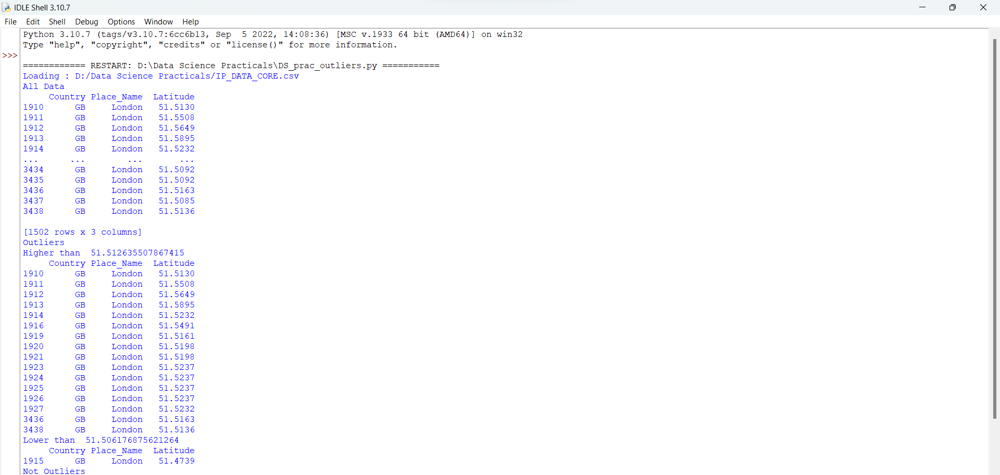 IDLE Shell 3.10.7
File Edit Shell Debug Options Window Help
Python 3.10.7 (tags/v3.10.7:6cc6b13, Sep  5 2022, 14:08:36) [MSC v.1933 64 bit (AMD64)] on win32
Type "help", "copyright", "credits" or "license()" for more information.
>>>
============ RESTART: D:\Data Science Practicals\DS_prac_outliers.py ===========
Loading : D:/Data Science Practicals/IP_DATA_CORE.csv
All Data
     Country Place_Name  Latitude
1910      GB     London   51.5130
1911      GB     London   51.5508
1912      GB     London   51.5649
1913      GB     London   51.5895
1914      GB     London   51.5232
...      ...        ...       ...
3434      GB     London   51.5092
3435      GB     London   51.5092
3436      GB     London   51.5163
3437      GB     London   51.5085
3438      GB     London   51.5136
[1502 rows x 3 columns]
Outliers
Higher than  51.512635507867415
     Country Place_Name  Latitude
1910      GB     London   51.5130
1911      GB     London   51.5508
1912      GB     London   51.5649
1913      GB     London   51.5895
1914      GB     London   51.5232
1916      GB     London   51.5491
1919      GB     London   51.5161
1920      GB     London   51.5198
1921      GB     London   51.5198
1923      GB     London   51.5237
1924      GB     London   51.5237
1925      GB     London   51.5237
1926      GB     London   51.5237
1927      GB     London   51.5232
3436      GB     London   51.5163
3438      GB     London   51.5136
Lower than  51.506176875621264
     Country Place_Name  Latitude
1915      GB     London   51.4739
Not Outliers